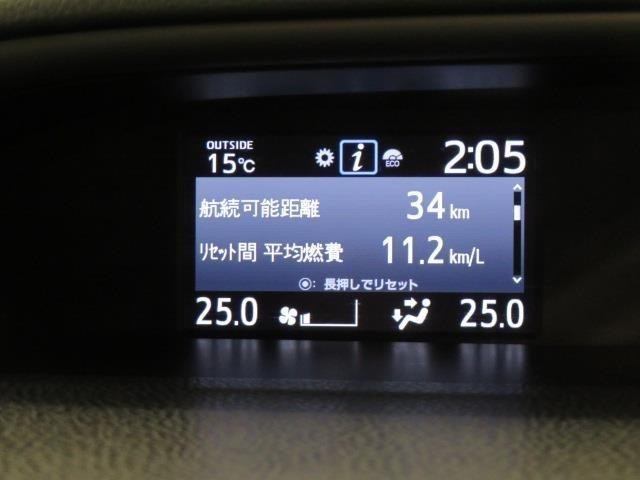 OUTSIDE
15℃
i
ECO
2:05
航続可能距離 34 km
ﾘｾｯﾄ間 平均燃費 11.2 km/L
◉: 長押しでリセット
25.0 25.0